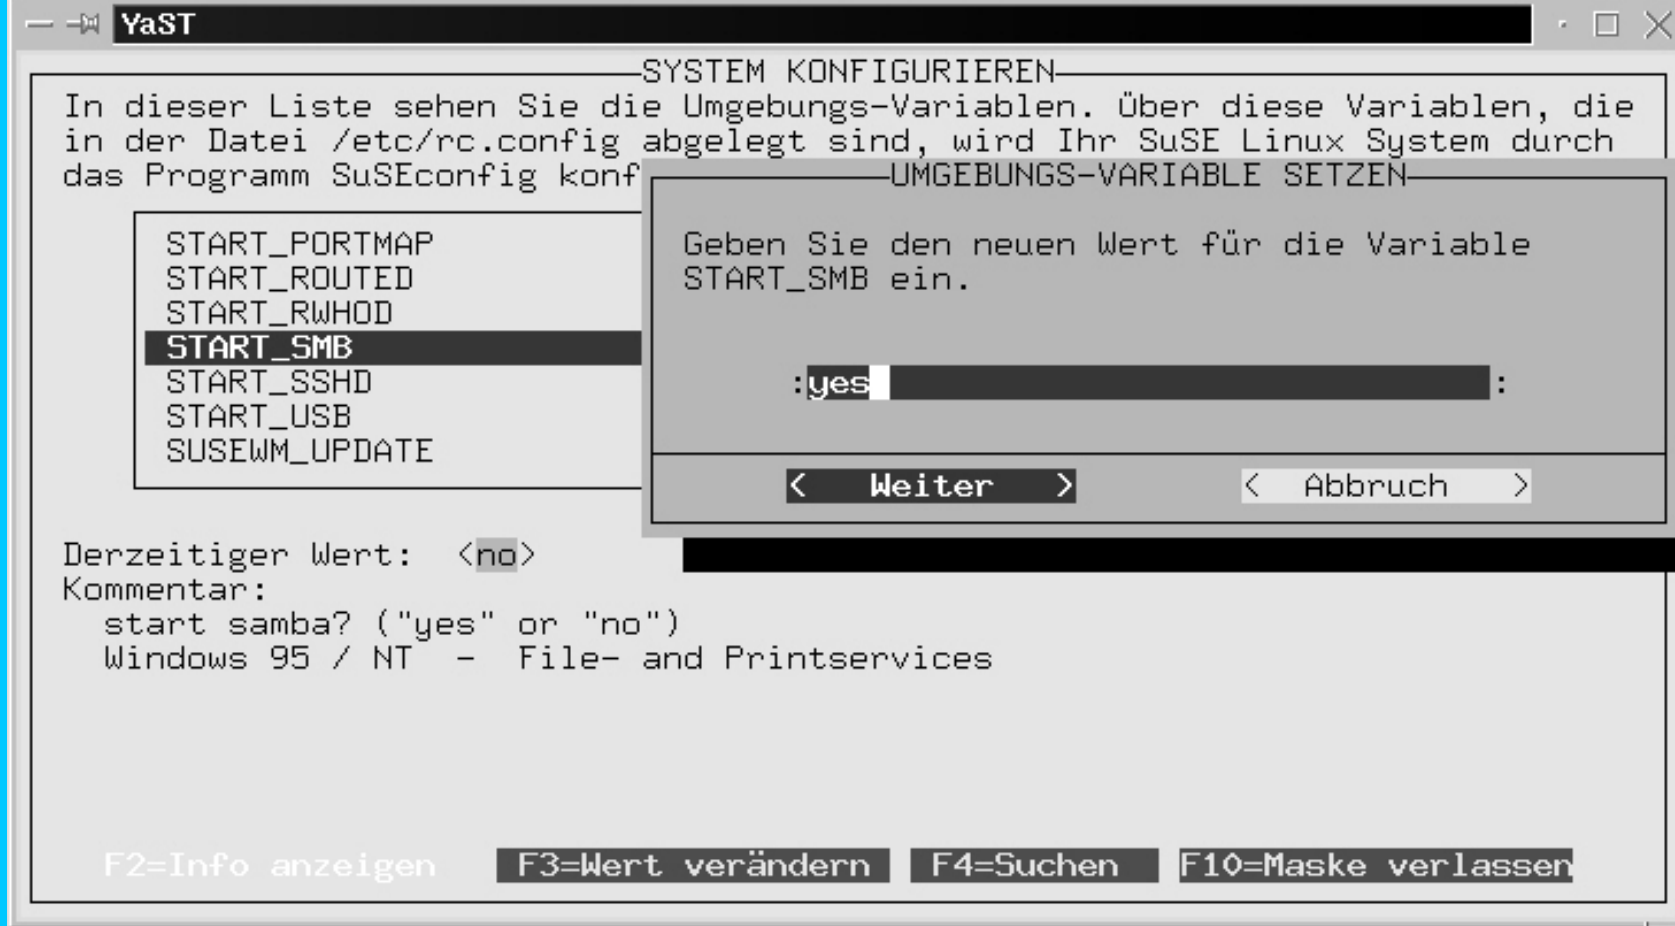 YaST
SYSTEM KONFIGURIEREN
In dieser Liste sehen Sie die Umgebungs-Variablen. Über diese Variablen, die
in der Datei /etc/rc.config abgelegt sind, wird Ihr SuSE Linux System durch
das Programm SuSEconfig konf
UMGEBUNGS-VARIABLE SETZEN
Geben Sie den neuen Wert für die Variable
START_SMB ein.
:yes :
< Weiter > < Abbruch >
START_PORTMAP
START_ROUTED
START_RWHOD
START_SMB
START_SSHD
START_USB
SUSEWM_UPDATE
Derzeitiger Wert: <no>
Kommentar:
start samba? ("yes" or "no")
Windows 95 / NT - File- and Printservices
F2=Info anzeigen F3=Wert verändern F4=Suchen F10=Maske verlassen